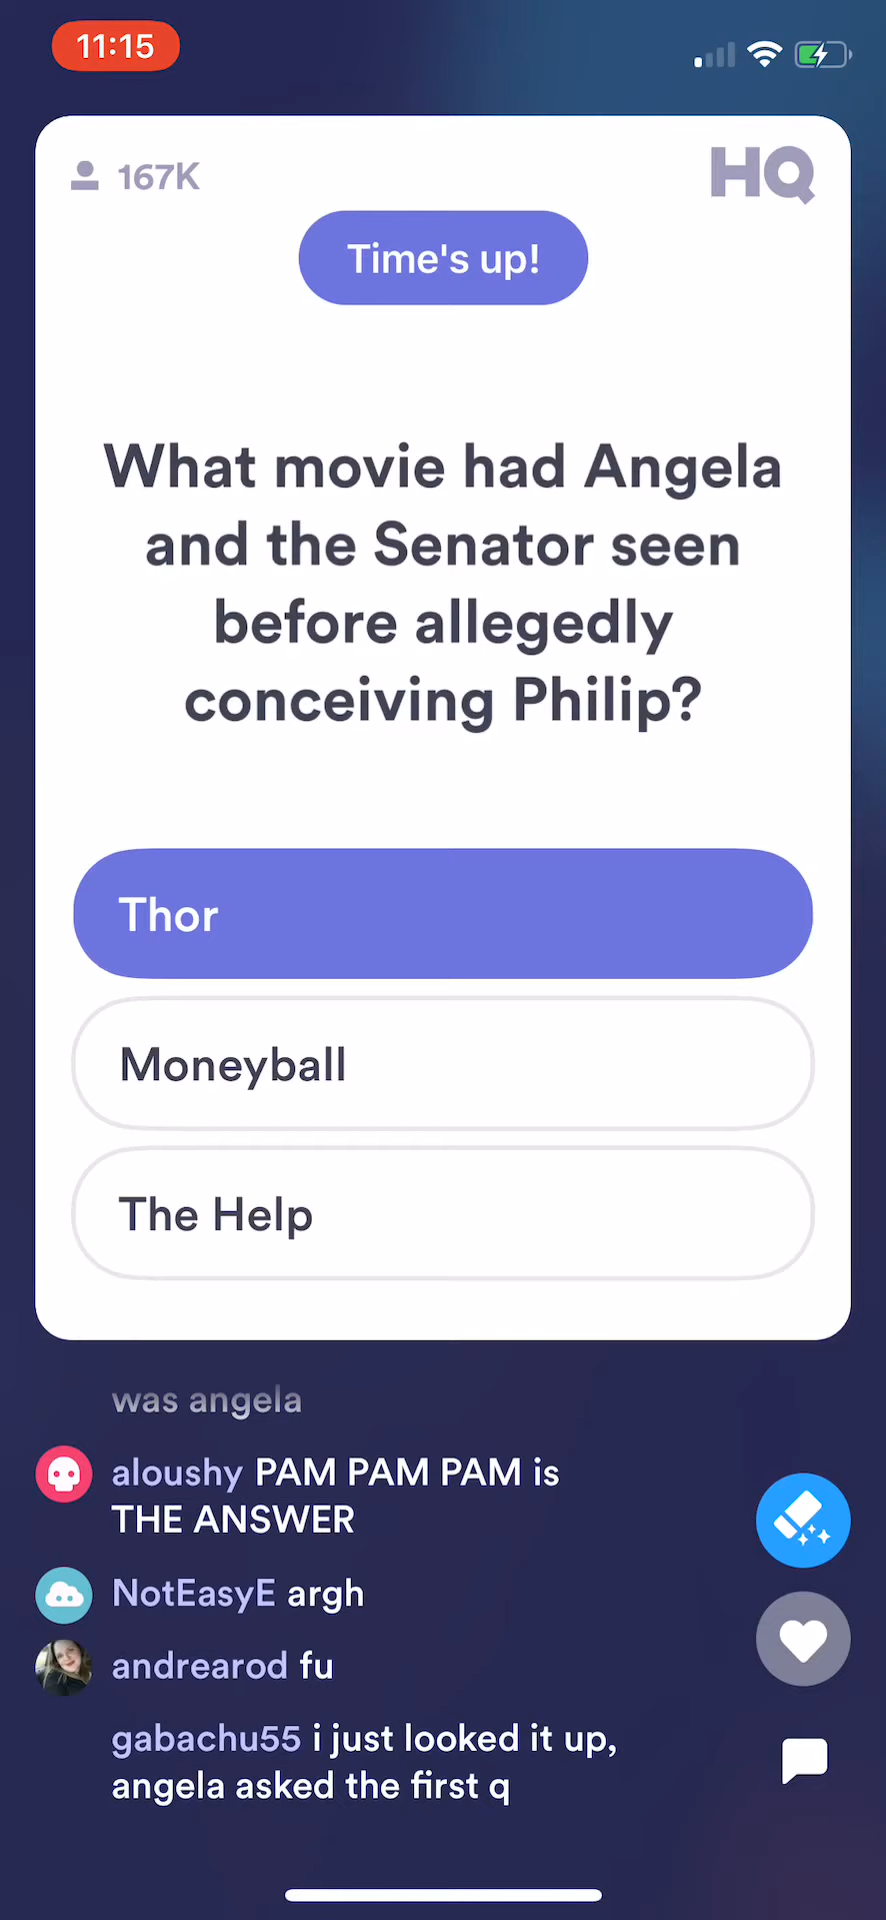 11:15
167K
HQ
Time's up!
What movie had Angela
and the Senator seen
before allegedly
conceiving Philip?
Thor
Moneyball
The Help
was angela
aloushy PAM PAM PAM is
THE ANSWER
NotEasyE argh
andrearod fu
gabachu55 i just looked it up,
angela asked the first q